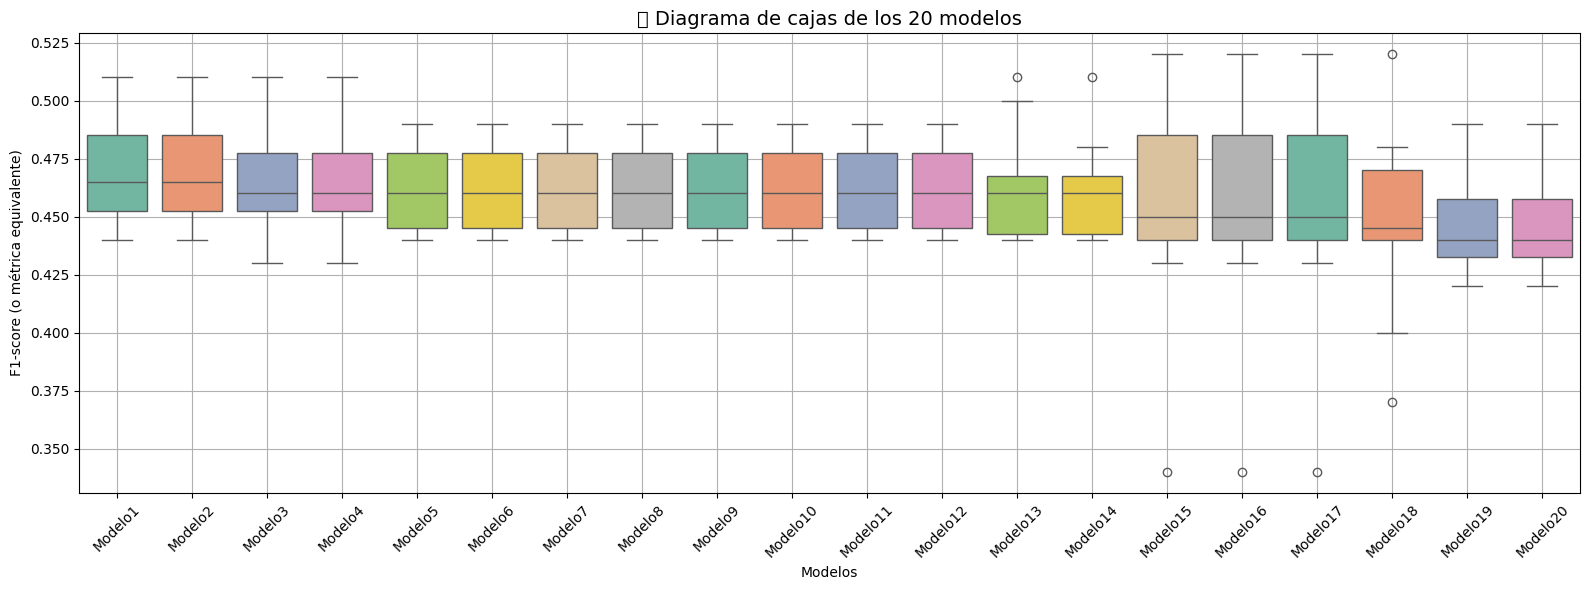 Diagrama de cajas de los 20 modelos
F1-score (o métrica equivalente)
0.525
0.500
0.475
0.450
0.425
0.400
0.375
0.350
Modelo1
Modelo2
Modelo3
Modelo4
Modelo5
Modelo6
Modelo7
Modelo8
Modelo9
Modelo10
Modelo11
Modelo12
Modelo13
Modelo14
Modelo15
Modelo16
Modelo17
Modelo18
Modelo19
Modelo20
Modelos